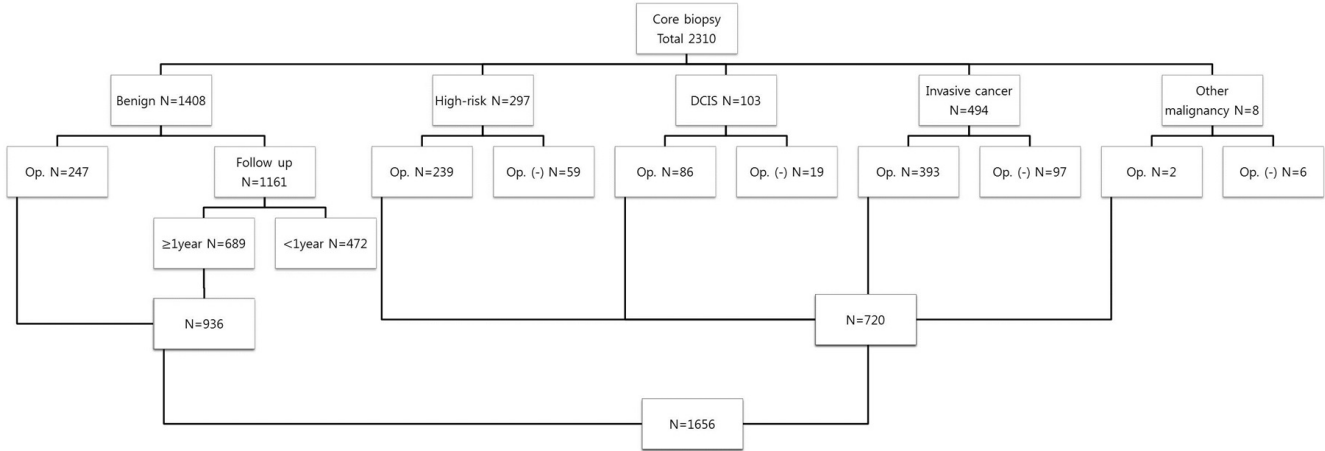 Core biopsy
Total 2310
Benign N=1408
High-risk N=297
DCIS N=103
Invasive cancer
N=494
Other
malignancy N=8
Op. N=247
Follow up
N=1161
Op. N=239
Op. (-) N=59
Op. N=86
Op. (-) N=19
Op. N=393
Op. (-) N=97
Op. N=2
Op. (-) N=6
≥1year N=689
<1year N=472
N=936
N=720
N=1656